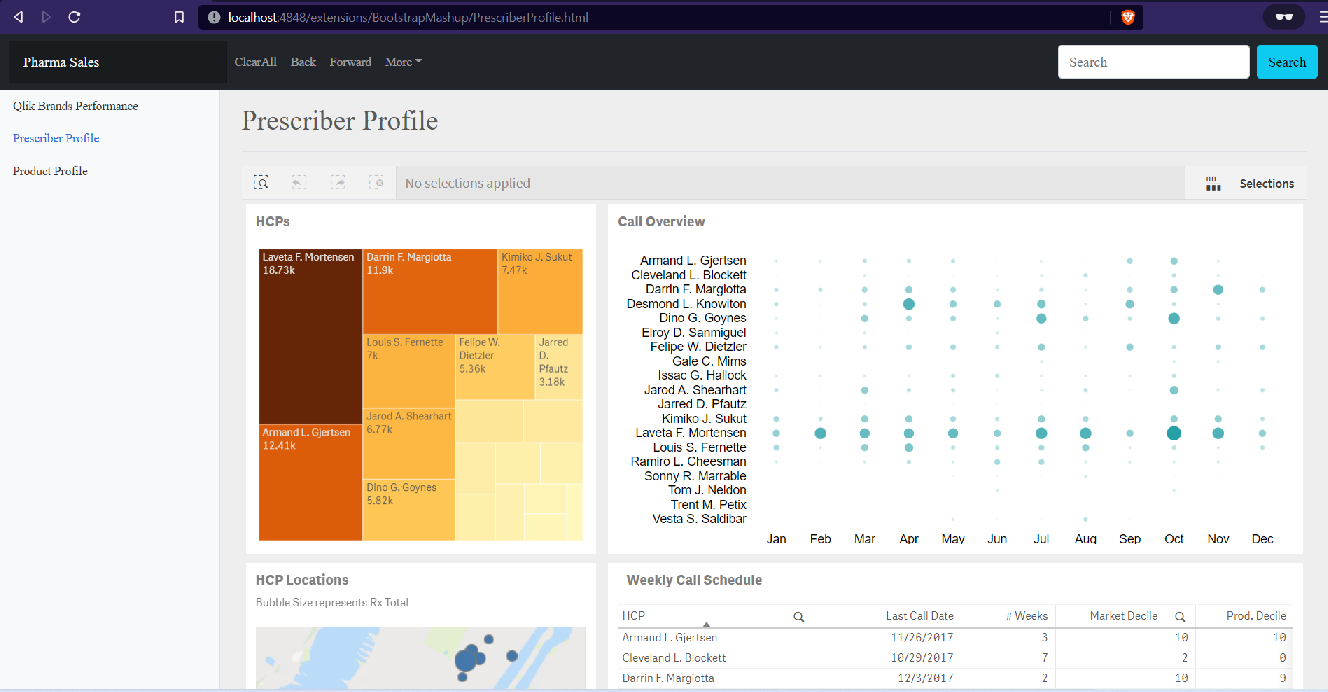 localhost:4848/extensions/BootstrapMashup/PrescriberProfile.html
Pharma Sales
ClearAll Back Forward More
Search
Search
Qlik Brands Performance
Prescriber Profile
Product Profile
Prescriber Profile
No selections applied
Selections
HCPs
Laveta F. Mortensen
18.73k
Darrin F. Margiotta
11.9k
Kimiko J. Sukut
7.47k
Louis S. Fernette
7k
Felipe W.
Dietzler
5.36k
Jarred
D.
Pfautz
3.18k
Jarod A. Shearhart
6.77k
Armand L. Gjertsen
12.41k
Dino G. Goynes
5.82k
Call Overview
Armand L. Gjertsen
Cleveland L. Blockett
Darrin F. Margiotta
Desmond L. Knowiton
Dino G. Goynes
Elroy D. Sanmiguel
Felipe W. Dietzler
Gale C. Mims
Issac G. Hallock
Jarod A. Shearhart
Jarred D. Pfautz
Kimiko J. Sukut
Laveta F. Mortensen
Louis S. Fernette
Ramiro L. Cheesman
Sonny R. Marrable
Tom J. Neldon
Trent M. Petix
Vesta S. Saldibar
Jan Feb Mar Apr May Jun Jul Aug Sep Oct Nov Dec
HCP Locations
Bubble Size represents Rx Total
Weekly Call Schedule
HCP Last Call Date # Weeks Market Decile Prod. Decile
Armand L. Gjertsen 11/26/2017 3 10 10
Cleveland L. Blockett 10/29/2017 7 2 0
Darrin F. Margiotta 12/3/2017 2 10 9